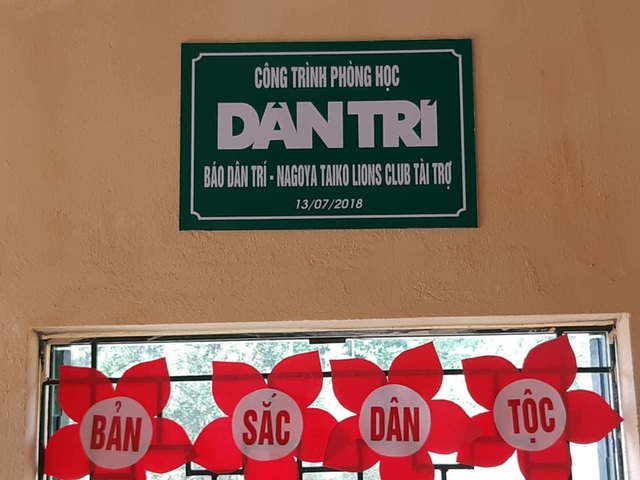 CÔNG TRÌNH PHÒNG HỌC
DÂN TRÍ
BÁO DÂN TRÍ - NAGOYA TAIKO LIONS CLUB TÀI TRỢ
13/07/2018
BẢN SẮC DÂN TỘC